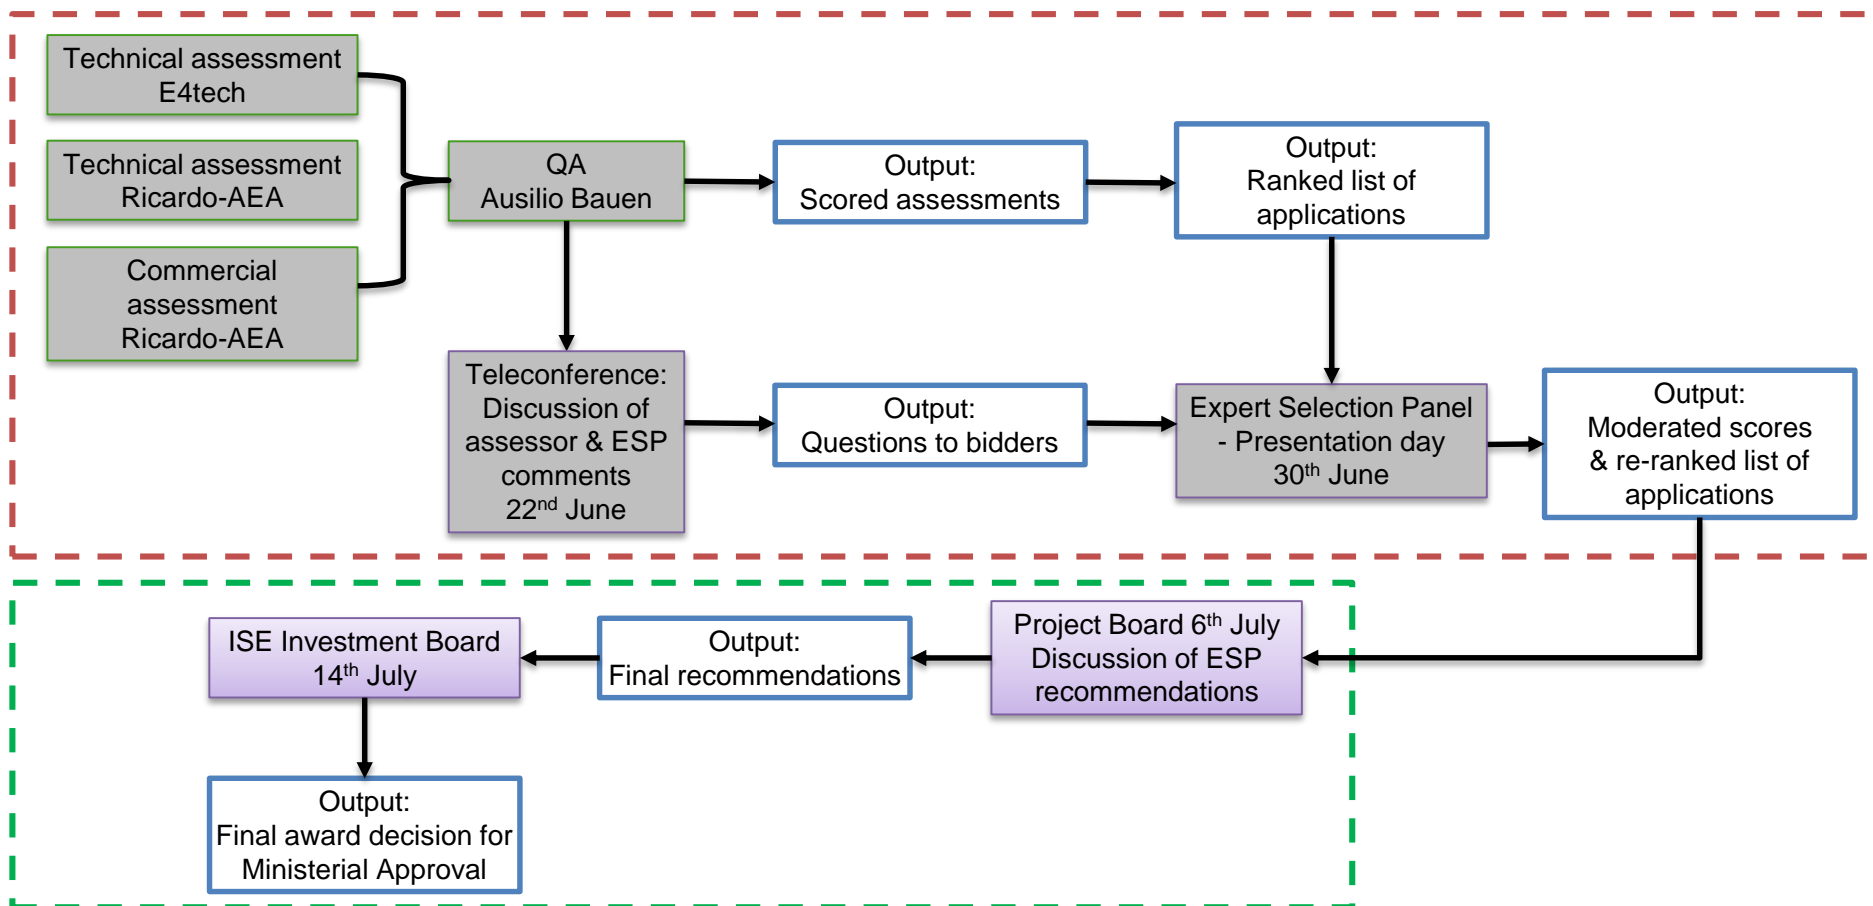 Technical assessment
E4tech
Technical assessment
Ricardo-AEA
Commercial
assessment
Ricardo-AEA
QA
Ausilio Bauen
Output:
Scored assessments
Output:
Ranked list of
applications
Teleconference:
Discussion of
assessor & ESP
comments
22nd June
Output:
Questions to bidders
Expert Selection Panel
- Presentation day
30th June
Output:
Moderated scores
& re-ranked list of
applications
Project Board 6th July
Discussion of ESP
recommendations
Output:
Final recommendations
ISE Investment Board
14th July
Output:
Final award decision for
Ministerial Approval